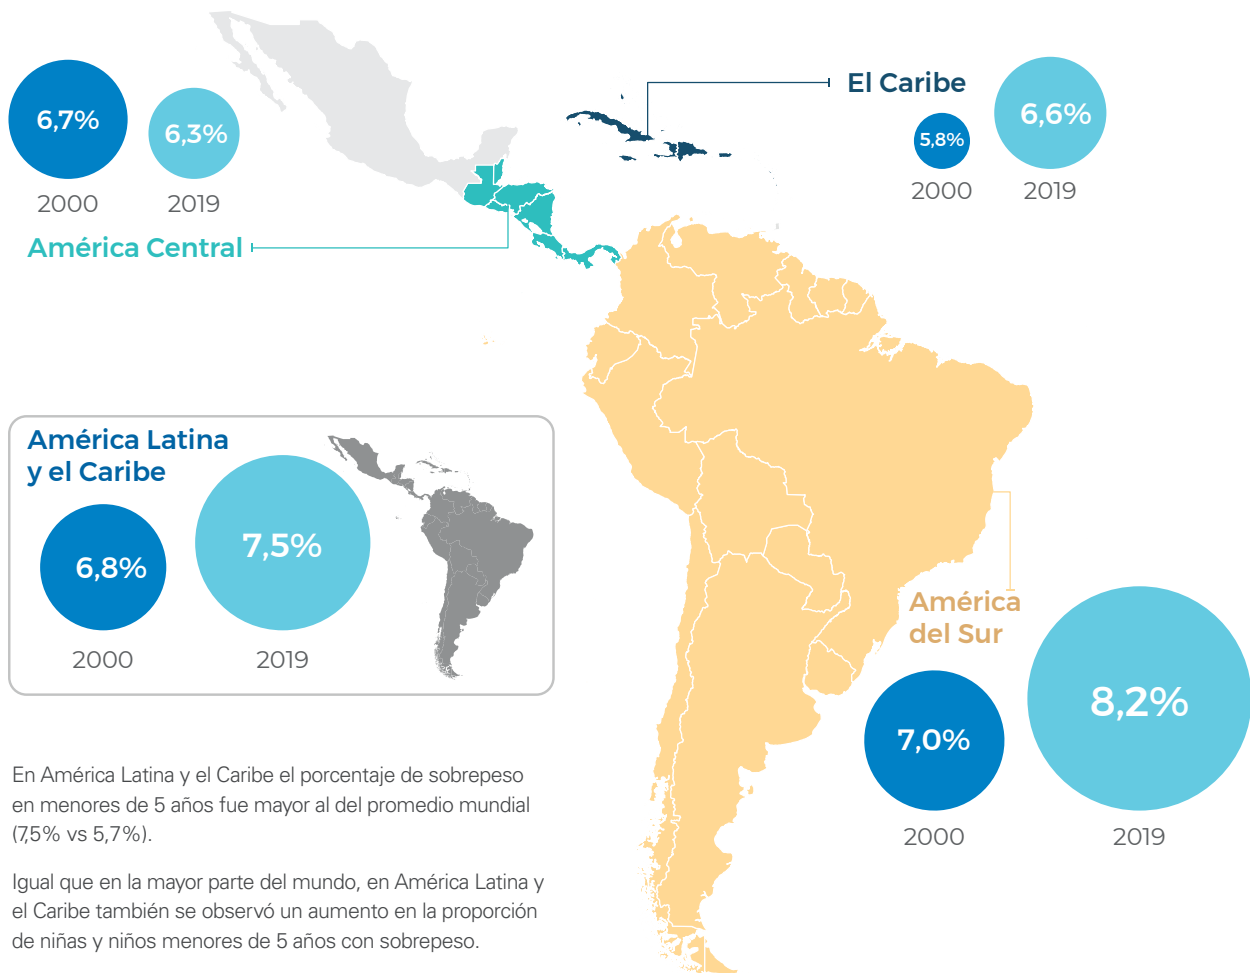 6,7%
6,3%
2000
2019
América Central
El Caribe
5,8%
6,6%
2000
2019
América Latina
y el Caribe
6,8%
7,5%
2000
2019
América
del Sur
7,0%
8,2%
2000
2019
En América Latina y el Caribe el porcentaje de sobrepeso
en menores de 5 años fue mayor al del promedio mundial
(7,5% vs 5,7%).
Igual que en la mayor parte del mundo, en América Latina y
el Caribe también se observó un aumento en la proporción
de niñas y niños menores de 5 años con sobrepeso.